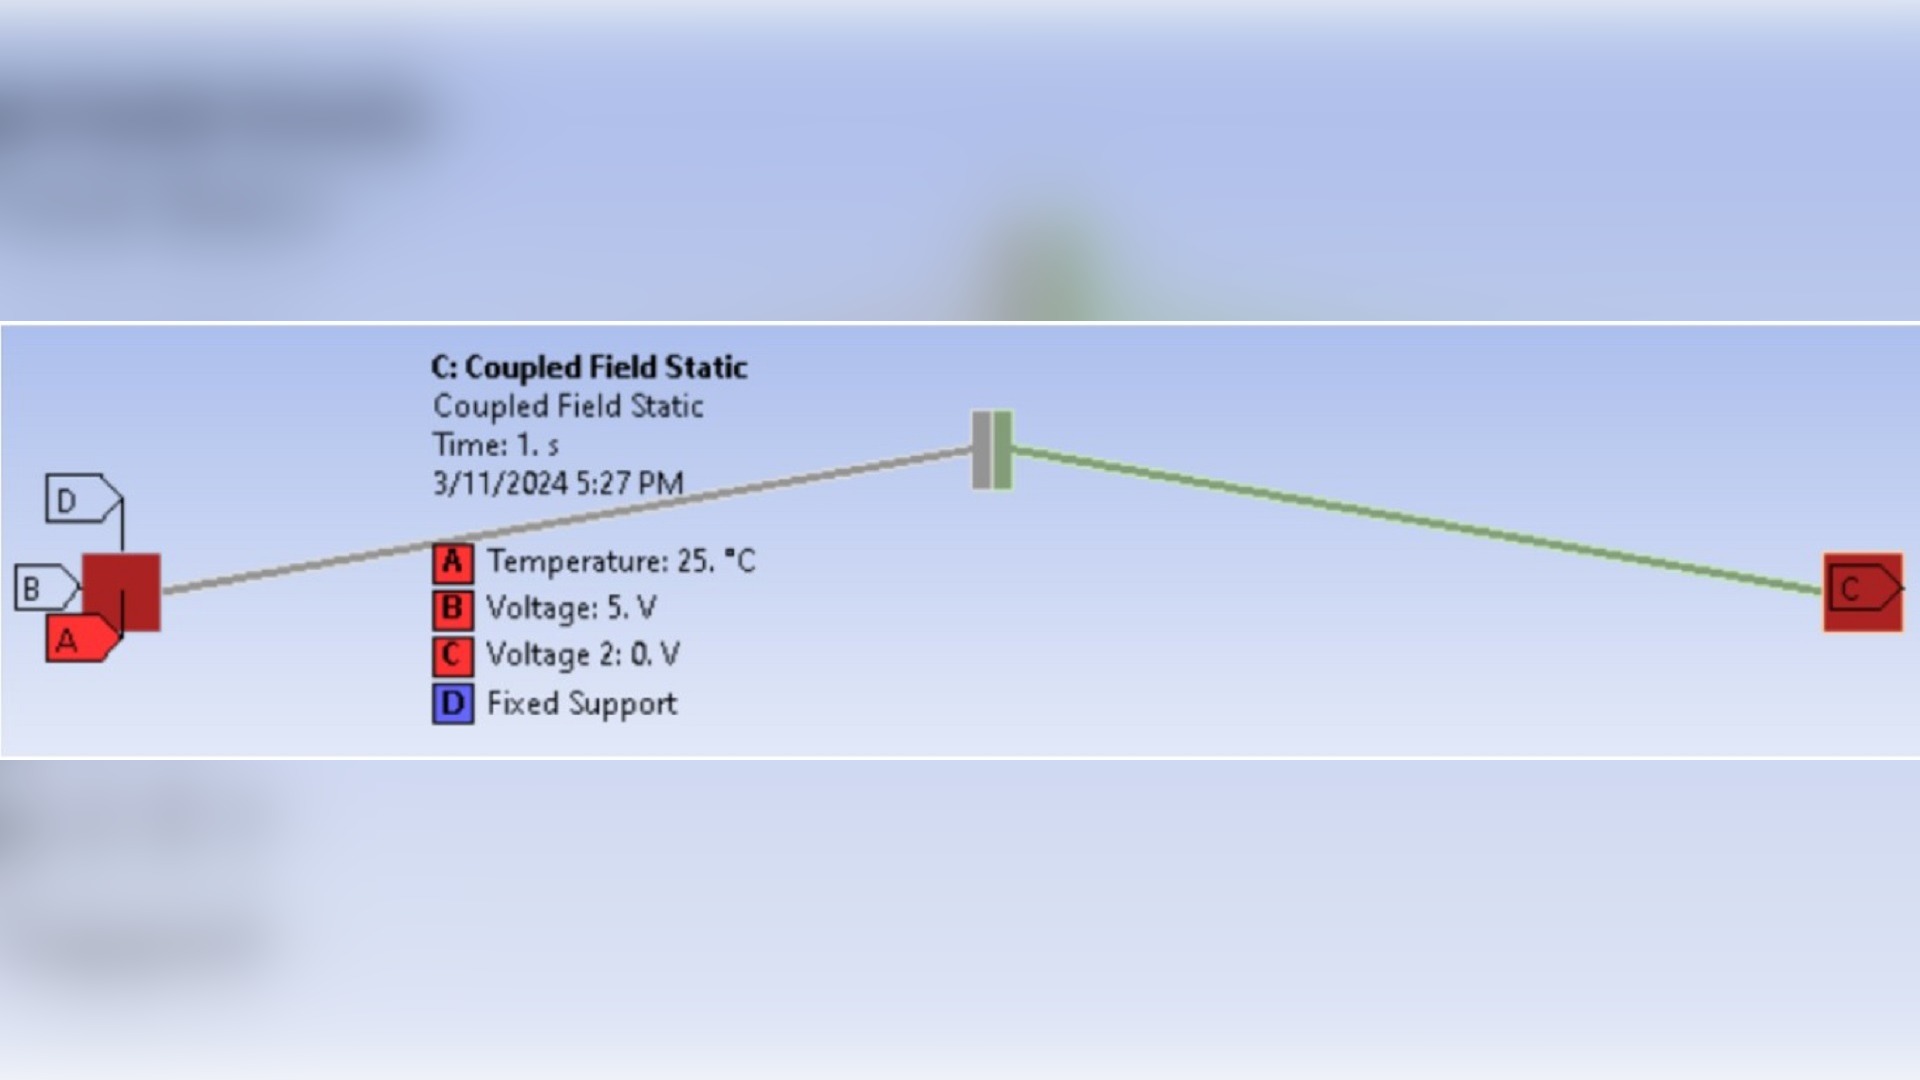 C: Coupled Field Static
Coupled Field Static
Time: 1. s
3/11/2024 5:27 PM
D
B
A
A Temperature: 25. °C
B Voltage: 5. V
C Voltage 2: 0. V
D Fixed Support
C